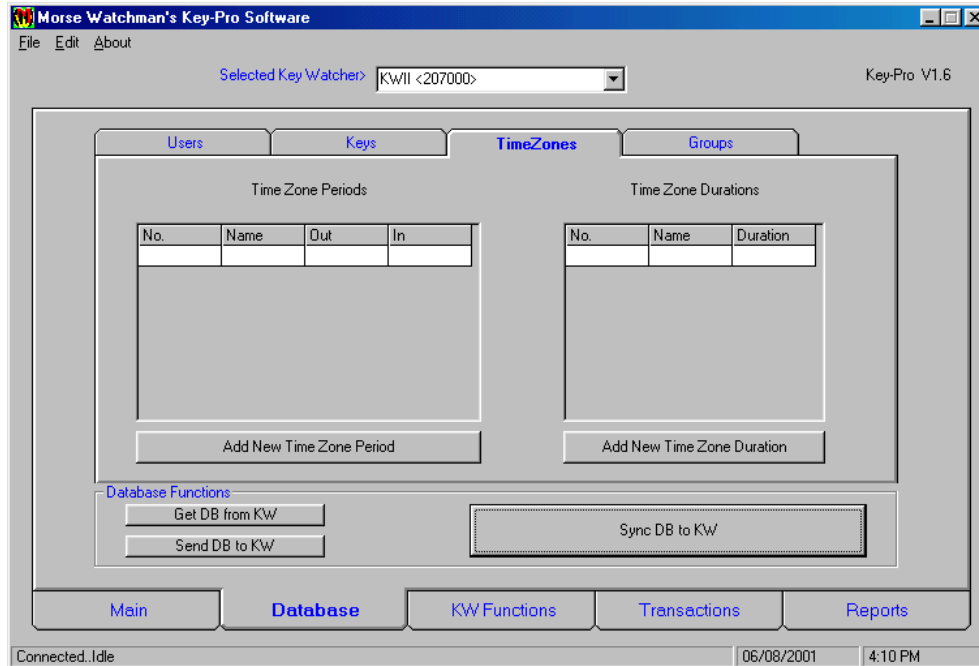 Morse Watchman's Key-Pro Software
File Edit About
Selected Key Watcher> KWII <207000> Key-Pro V1.6
Users Keys TimeZones Groups
Time Zone Periods Time Zone Durations
No. Name Out In No. Name Duration
Add New Time Zone Period Add New Time Zone Duration
Database Functions
Get DB from KW
Sync DB to KW
Send DB to KW
Main Database KW Functions Transactions Reports
Connected..Idle 06/08/2001 4:10 PM